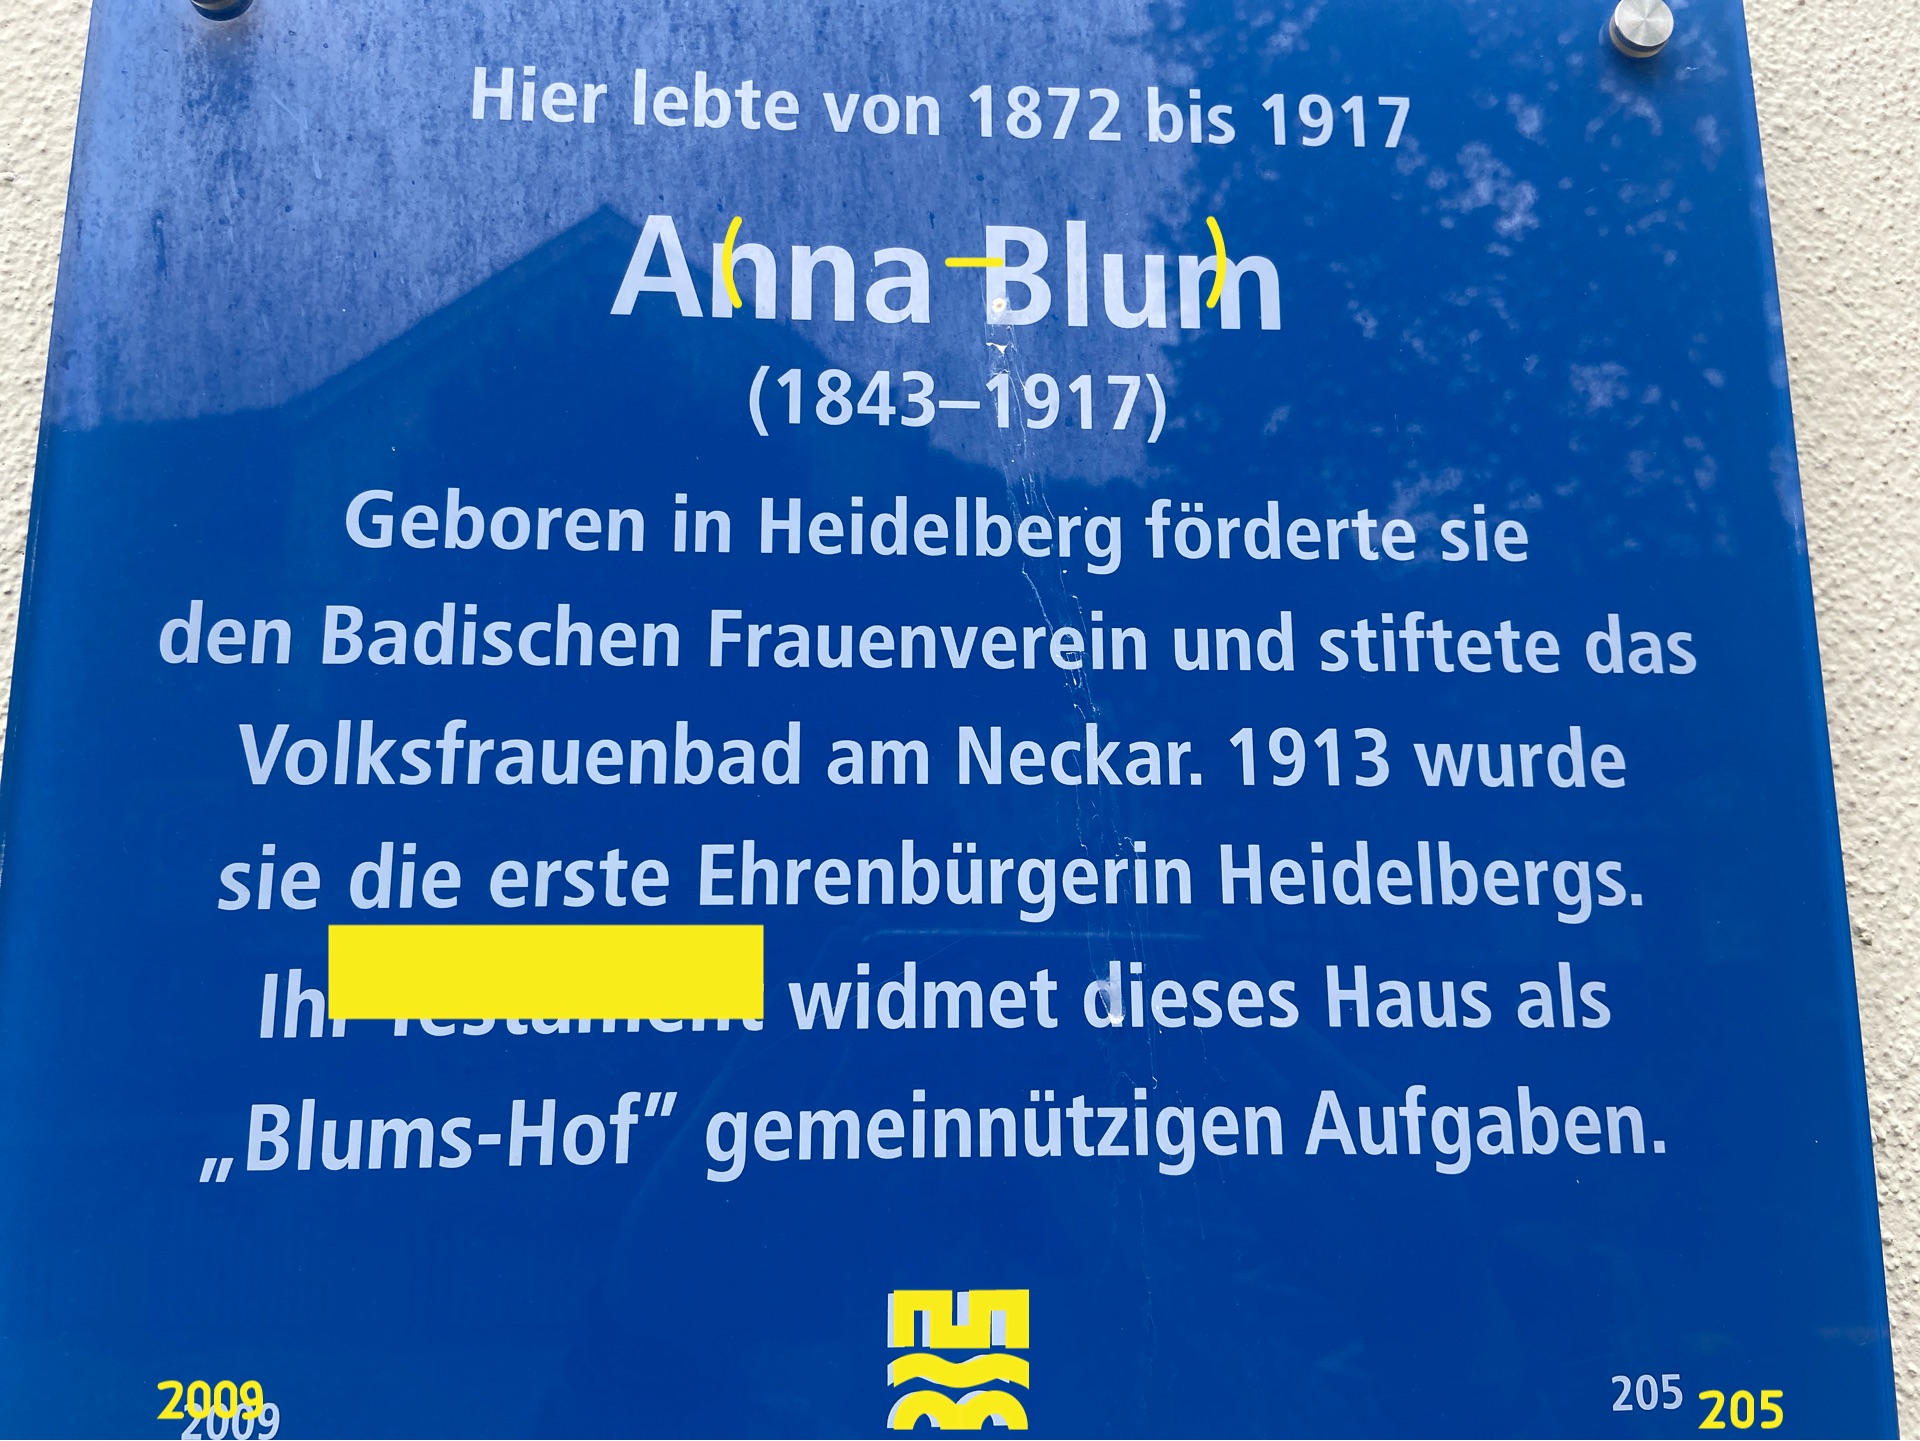 Hier lebte von 1872 bis 1917
Anna Blum
(1843–1917)
Geboren in Heidelberg förderte sie
den Badischen Frauenverein und stiftete das
Volksfrauenbad am Neckar. 1913 wurde
sie die erste Ehrenbürgerin Heidelbergs.
Ihr Testament widmet dieses Haus als
„Blums-Hof” gemeinnützigen Aufgaben.
2009
2009
205
205